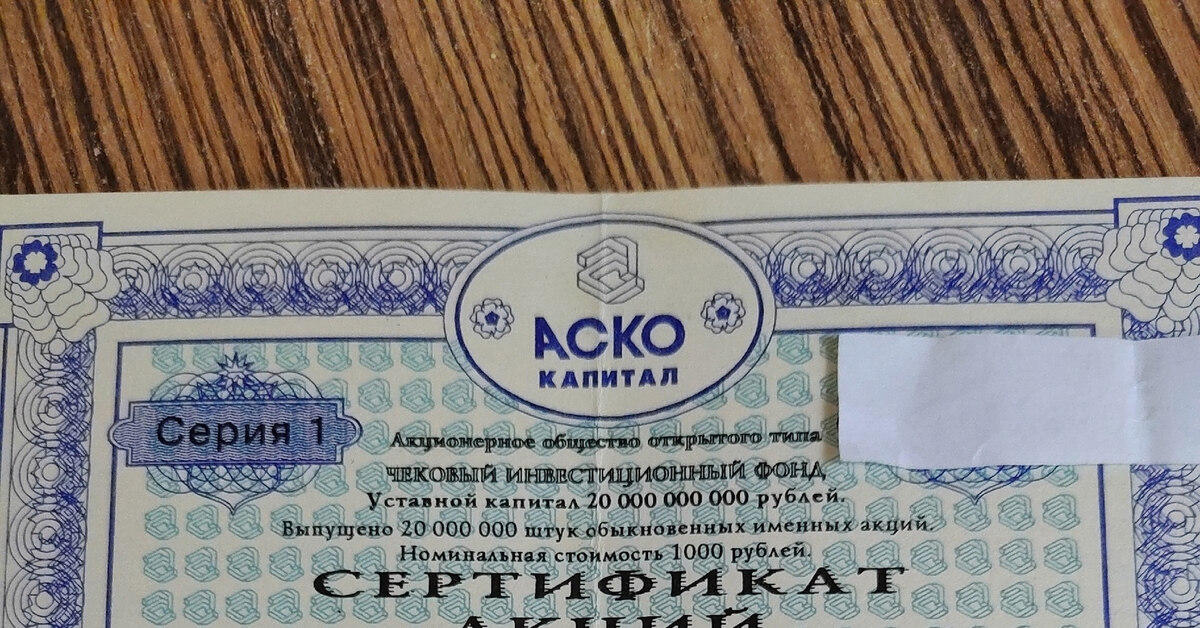 АСКО
КАПИТАЛ
Серия 1
Акционерное общество открытого типа
ЧЕКОВЫЙ ИНВЕСТИЦИОННЫЙ ФОНД
Уставной капитал 20 000 000 000 рублей.
Выпущено 20 000 000 штук обыкновенных именных акций.
Номинальная стоимость 1000 рублей.
СЕРТИФИКАТ
АКЦИЙ